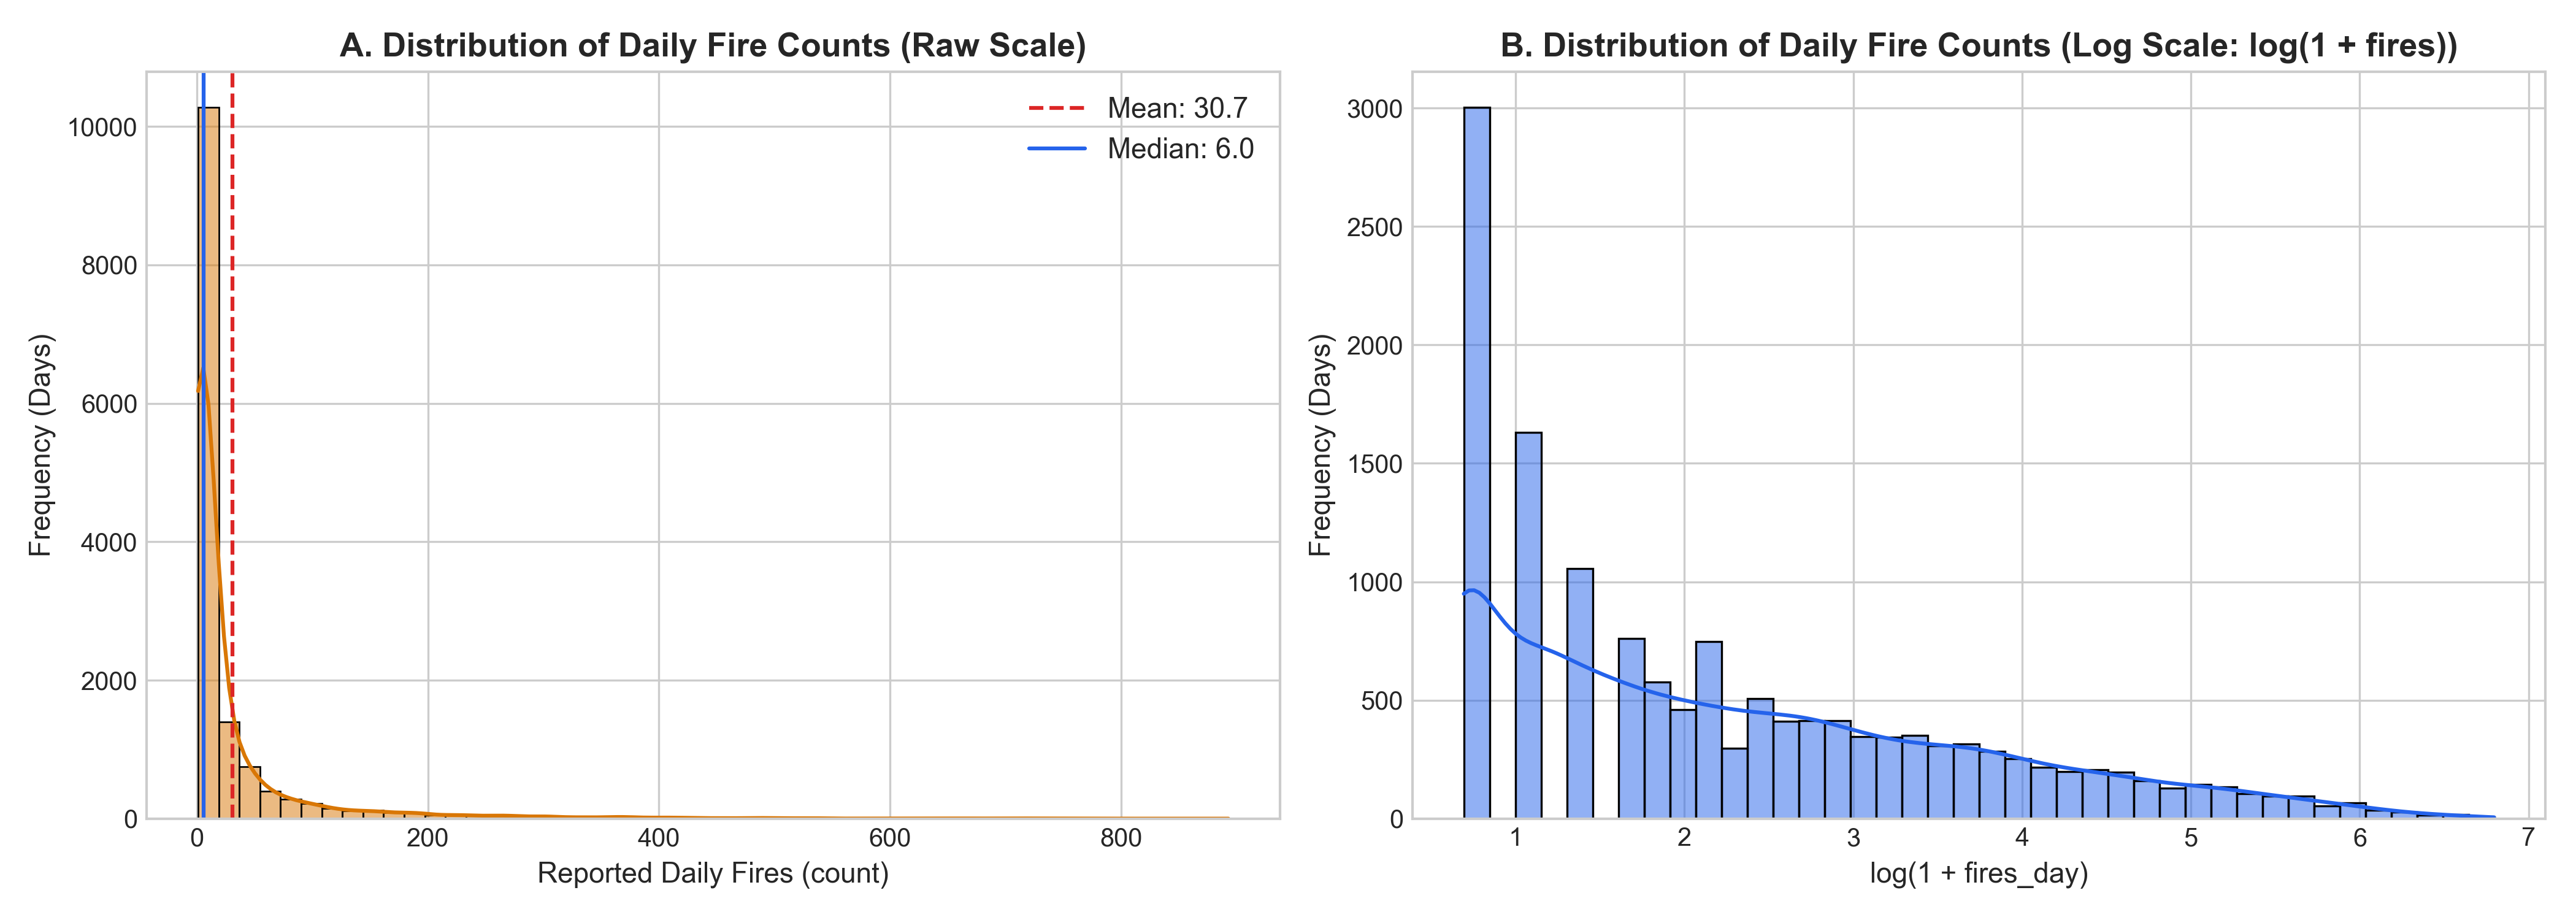 A. Distribution of Daily Fire Counts (Raw Scale)
Mean: 30.7
Median: 6.0
Frequency (Days)
10000
8000
6000
4000
2000
0
0 200 400 600 800
Reported Daily Fires (count)
B. Distribution of Daily Fire Counts (Log Scale: log(1 + fires))
Frequency (Days)
3000
2500
2000
1500
1000
500
0
1 2 3 4 5 6 7
log(1 + fires_day)